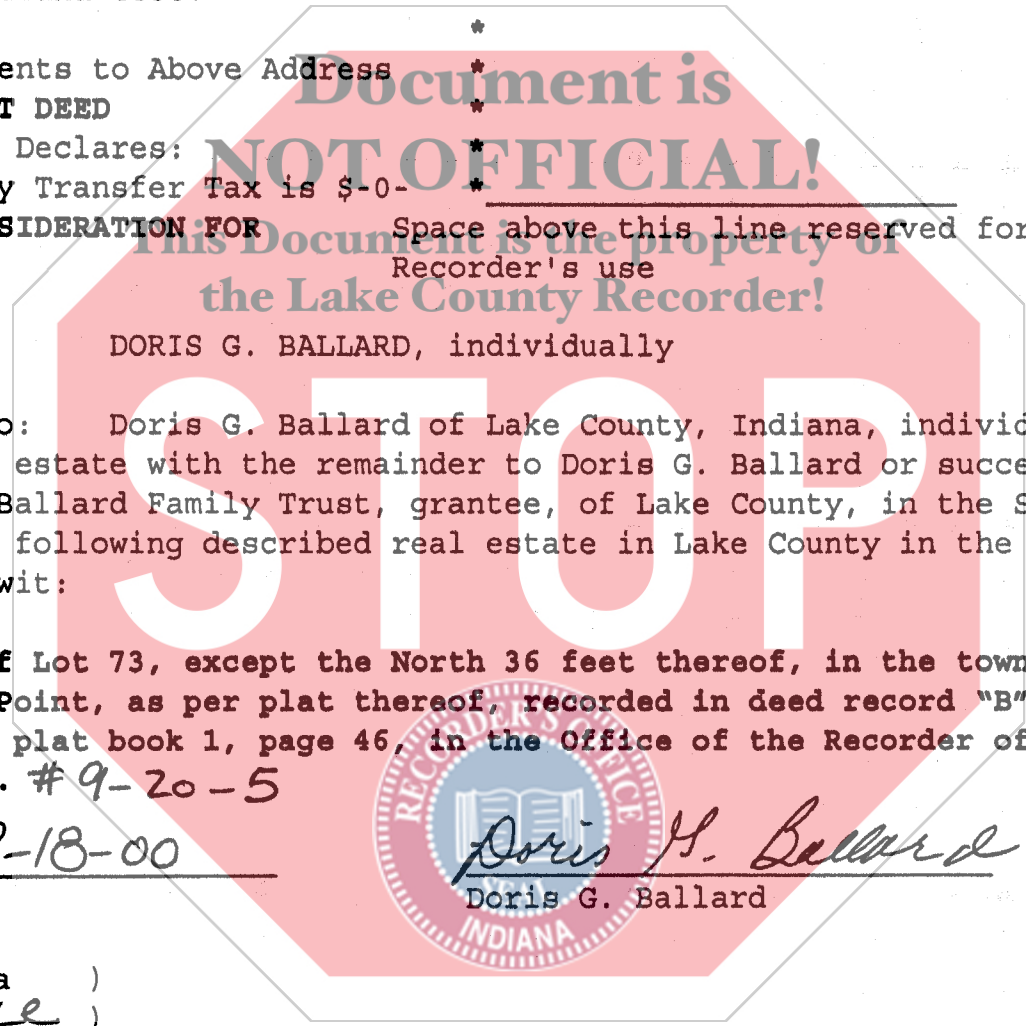 ents to Above Address *
Document is
T DEED *
Declares: *
NOT OFFICIAL!
y Transfer Tax is $-0- *
SIDERATION FOR Space above this line reserved for
This Document is the property of
Recorder's use
the Lake County Recorder!
DORIS G. BALLARD, individually
o: Doris G. Ballard of Lake County, Indiana, individ
estate with the remainder to Doris G. Ballard or succe
Ballard Family Trust, grantee, of Lake County, in the S
following described real estate in Lake County in the
wit:
STOP
f Lot 73, except the North 36 feet thereof, in the town
Point, as per plat thereof, recorded in deed record "B"
plat book 1, page 46, in the Office of the Recorder of
. # 9-20-5
-18-00
Doris G. Ballard
Doris G. Ballard
RECORDER'S OFFICE
SEAL
INDIANA
a )
ke )